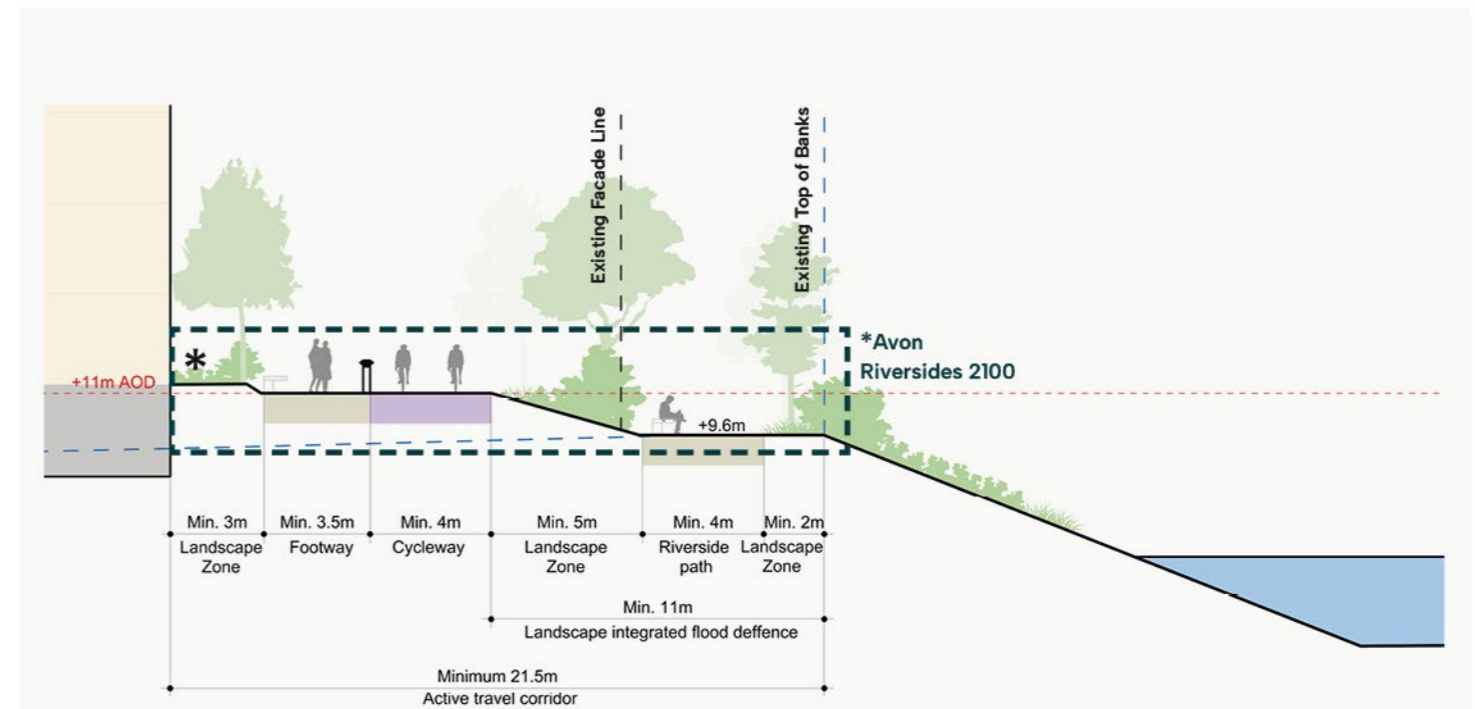 Existing Facade Line
Existing Top of Banks
*Avon
Riversides 2100
*
+11m AOD
+9.6m
Min. 3m
Landscape
Zone
Min. 3.5m
Footway
Min. 4m
Cycleway
Min. 5m
Landscape
Zone
Min. 4m
Riverside
path
Min. 2m
Landscape
Zone
Min. 11m
Landscape integrated flood deffence
Minimum 21.5m
Active travel corridor